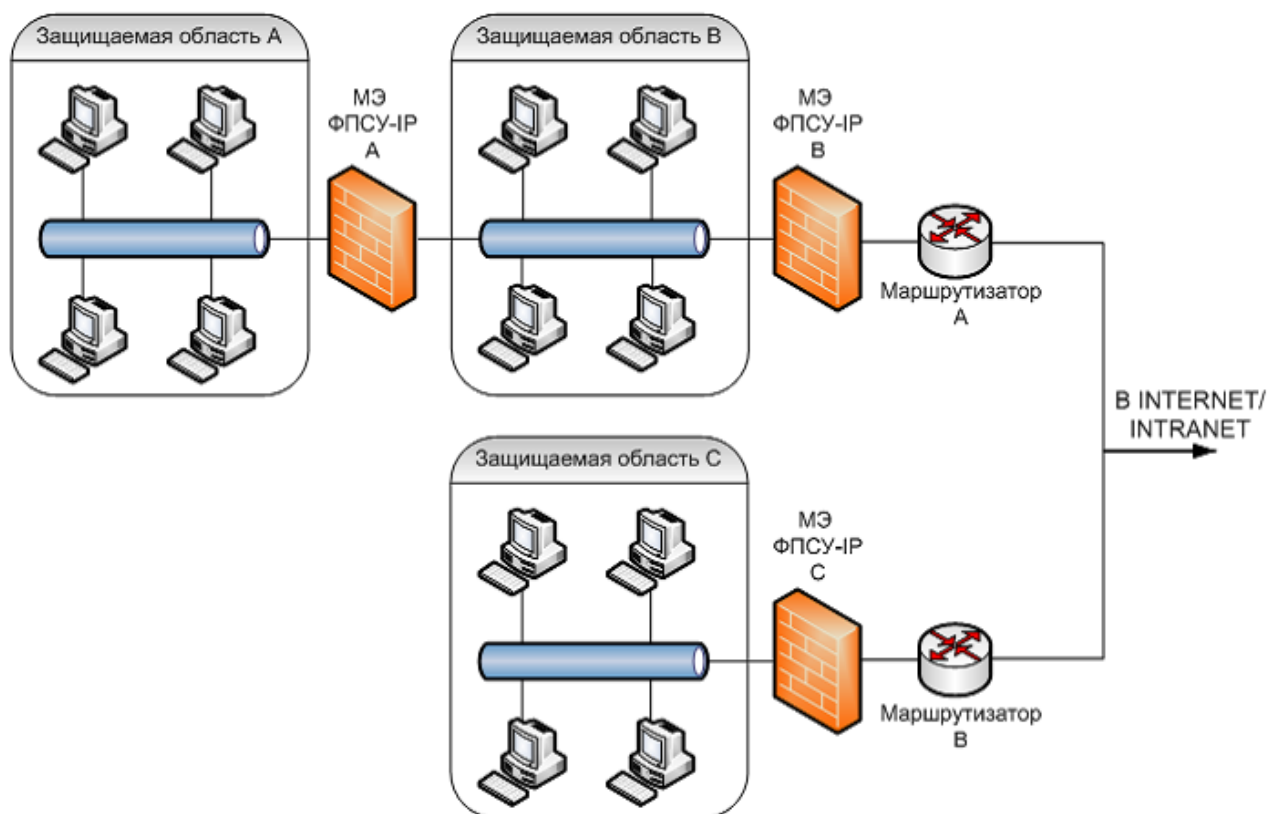 Защищаемая область А
МЭ
ФПСУ-IP
А
Защищаемая область В
МЭ
ФПСУ-IP
В
Маршрутизатор
А
В INTERNET/
INTRANET
Защищаемая область С
МЭ
ФПСУ-IP
С
Маршрутизатор
В